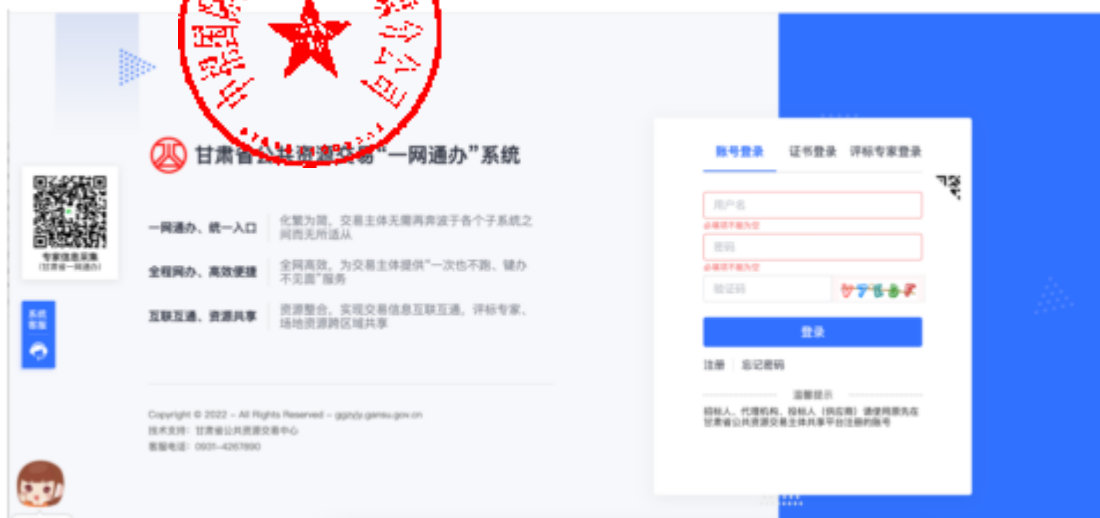 甘肃省公共资源交易“一网通办”系统
一网通办、统一入口
化繁为简，交易主体无需再奔波于各个子系统之
间而无所适从
全程网办、高效便捷
全网高效，为交易主体提供“一次也不跑、键办
不见面”服务
互联互通、资源共享
资源整合，实现交易信息互联互通，评标专家、
场地资源跨区域共享
Copyright © 2022 - All Rights Reserved - ggzyjy.gansu.gov.cn
技术支持：甘肃省公共资源交易中心
客服电话：0931-4267890
专家信息采集
(甘肃省一网通办)
系统
客服
账号登录 证书登录 评标专家登录
用户名
必填项不能为空
密码
必填项不能为空
验证码
登录
注册 忘记密码
温馨提示
招标人、代理机构、投标人（供应商）请使用原先在
甘肃省公共资源交易主体共享平台注册的账号